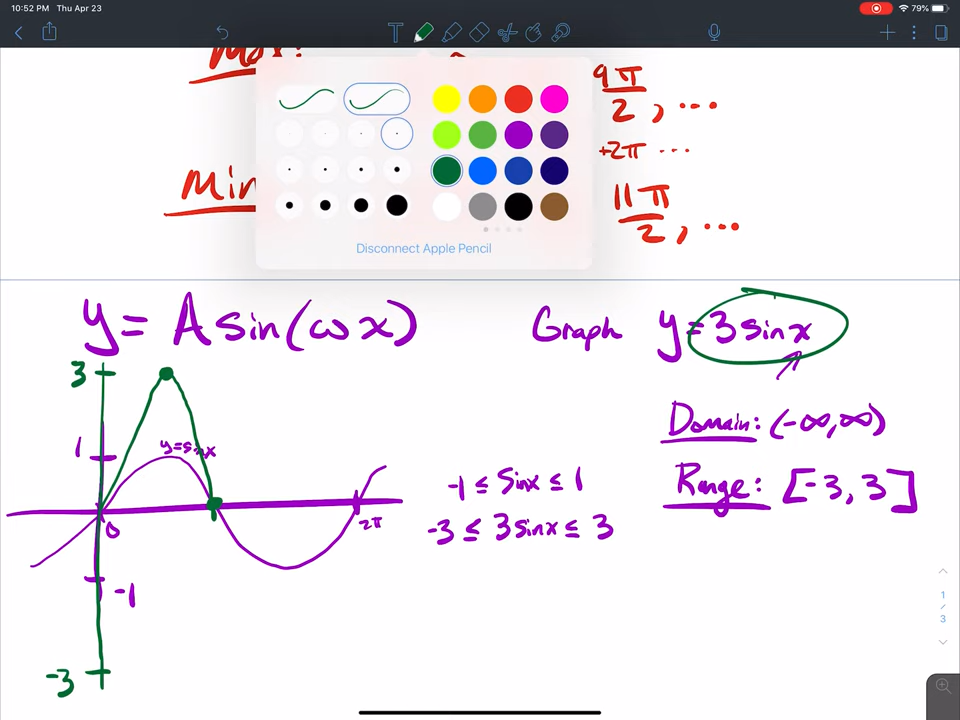 10:52 PM Thu Apr 23
79%
T
Max:
9π/2, ...
+2π ...
Min
11π/2, ...
Disconnect Apple Pencil
y = A sin(ωx)
Graph y = 3 sin x
3
Domain: (-∞, ∞)
1
y = sin x
-1 ≤ sin x ≤ 1
Range: [-3, 3]
0
2π
-3 ≤ 3 sin x ≤ 3
-1
1
/
3
-3